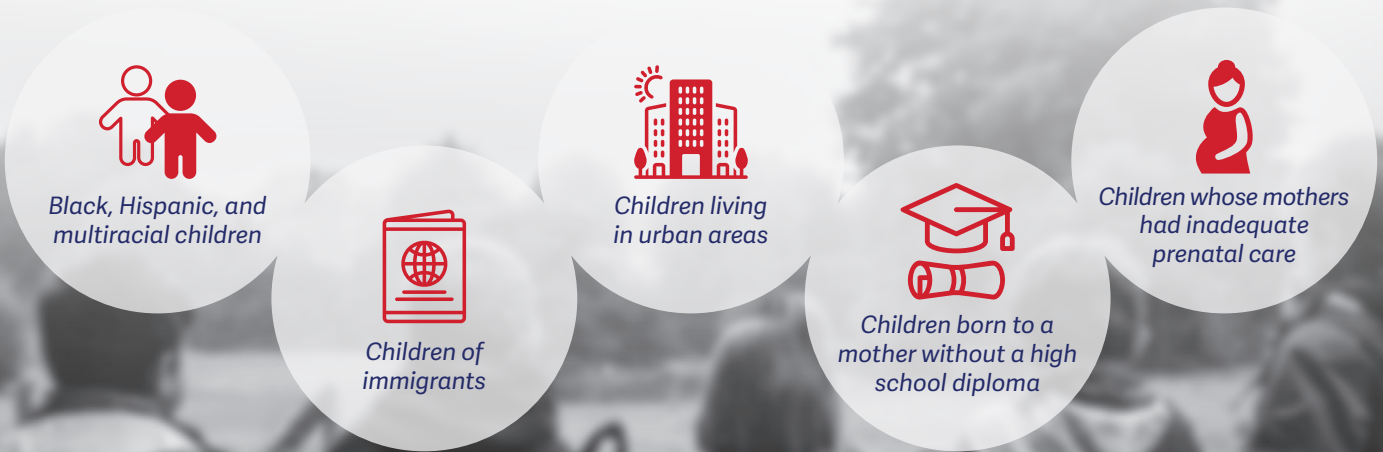 Black, Hispanic, and
multiracial children
Children of
immigrants
Children living
in urban areas
Children born to a
mother without a high
school diploma
Children whose mothers
had inadequate
prenatal care